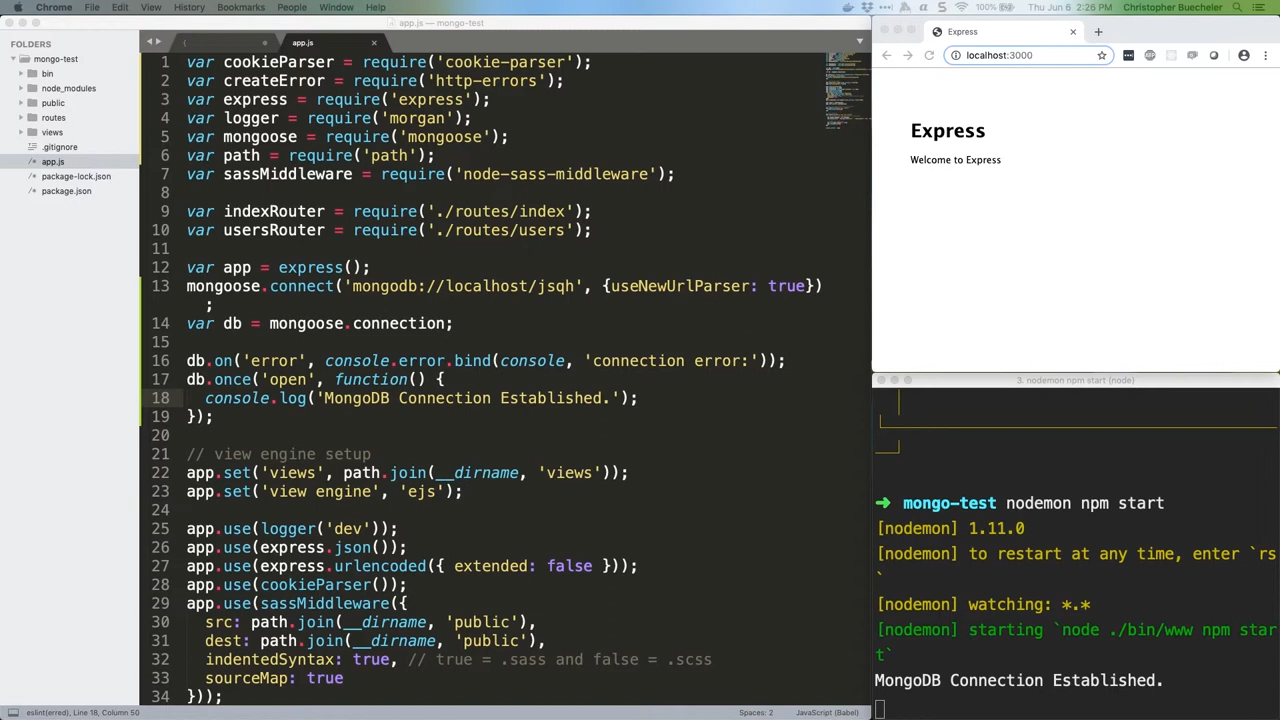 Chrome File Edit View History Bookmarks People Window Help
100% Thu Jun 6 2:26 PM Christopher Buecheler
app.js — mongo-test
FOLDERS
mongo-test
bin
node_modules
public
routes
views
.gitignore
app.js
package-lock.json
package.json
{
app.js
1 var cookieParser = require('cookie-parser');
2 var createError = require('http-errors');
3 var express = require('express');
4 var logger = require('morgan');
5 var mongoose = require('mongoose');
6 var path = require('path');
7 var sassMiddleware = require('node-sass-middleware');
8
9 var indexRouter = require('./routes/index');
10 var usersRouter = require('./routes/users');
11
12 var app = express();
13 mongoose.connect('mongodb://localhost/jsqh', {useNewUrlParser: true})
;
14 var db = mongoose.connection;
15
16 db.on('error', console.error.bind(console, 'connection error:'));
17 db.once('open', function() {
18 console.log('MongoDB Connection Established.');
19 });
20
21 // view engine setup
22 app.set('views', path.join(__dirname, 'views'));
23 app.set('view engine', 'ejs');
24
25 app.use(logger('dev'));
26 app.use(express.json());
27 app.use(express.urlencoded({ extended: false }));
28 app.use(cookieParser());
29 app.use(sassMiddleware({
30 src: path.join(__dirname, 'public'),
31 dest: path.join(__dirname, 'public'),
32 indentedSyntax: true, // true = .sass and false = .scss
33 sourceMap: true
34 }));
eslint(erred), Line 18, Column 50
Spaces: 2
JavaScript (Babel)
Express
localhost:3000
Express
Welcome to Express
3. nodemon npm start (node)
➜ mongo-test nodemon npm start
[nodemon] 1.11.0
[nodemon] to restart at any time, enter `rs
`
[nodemon] watching: *.*
[nodemon] starting `node ./bin/www npm star
t`
MongoDB Connection Established.